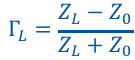 Γ_L = (Z_L − Z_0) / (Z_L + Z_0)